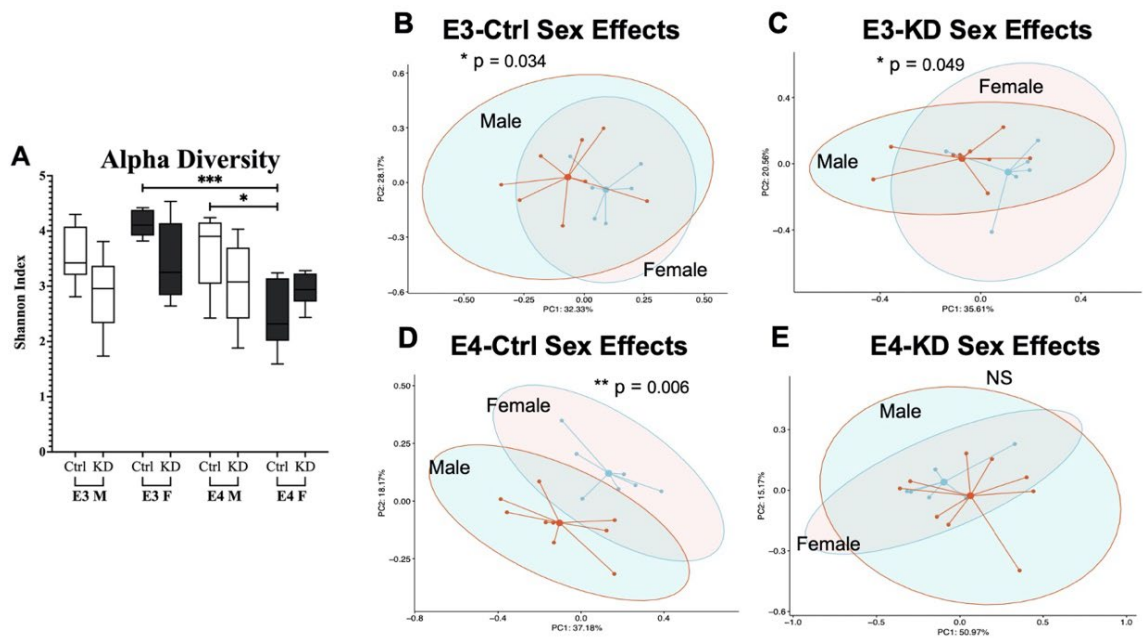 A
Alpha Diversity
***
*
Shannon Index
5
4
3
2
1
0
Ctrl KD Ctrl KD Ctrl KD Ctrl KD
E3 M E3 F E4 M E4 F
B E3-Ctrl Sex Effects
* p = 0.034
Male
Female
PC2: 28.17%
0.6
0.3
0.0
-0.3
-0.6
-0.50 -0.25 0.00 0.25 0.50
PC1: 32.33%
C E3-KD Sex Effects
* p = 0.049
Female
Male
PC2: 20.56%
0.4
0.0
-0.4
-0.6 0.0 0.4
PC1: 35.61%
D E4-Ctrl Sex Effects
** p = 0.006
Female
Male
PC2: 18.17%
0.50
0.25
0.00
-0.25
-0.8 -0.4 0.0 0.4
PC1: 37.18%
E E4-KD Sex Effects
NS
Male
Female
PC2: 15.17%
0.3
0.0
-0.3
-0.6
-1.0 -0.5 0.0 0.5 1.0
PC1: 50.97%